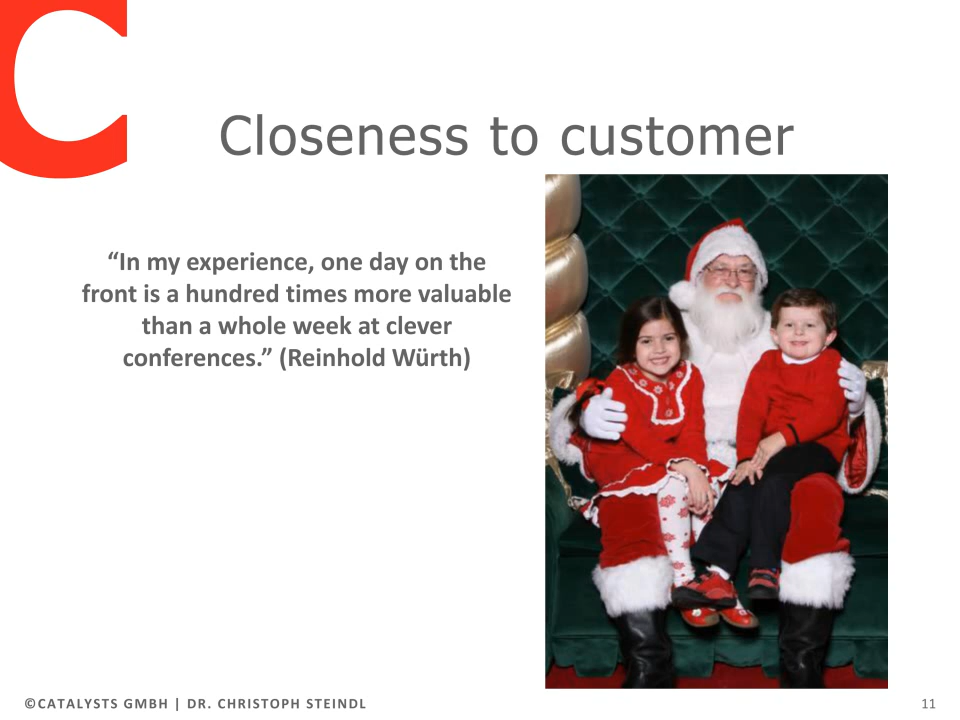 C
Closeness to customer
“In my experience, one day on the
front is a hundred times more valuable
than a whole week at clever
conferences.” (Reinhold Würth)
©CATALYSTS GMBH | DR. CHRISTOPH STEINDL
11